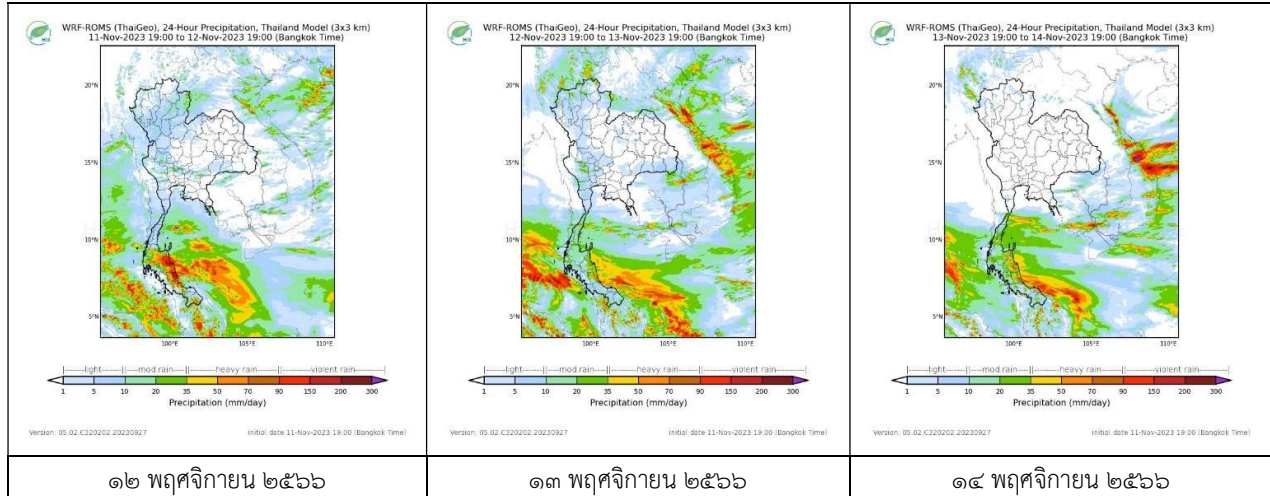 WRF-ROMS (ThaiGeo), 24-Hour Precipitation, Thailand Model (3x3 km)
11-Nov-2023 19:00 to 12-Nov-2023 19:00 (Bangkok Time)
20°N
15°N
10°N
5°N
100°E 105°E 110°E
|------light------||----mod rain----||-------heavy rain-------||-------violent rain-------|
1 5 10 20 35 50 70 90 150 200 300
Precipitation (mm/day)
Version: 05.02.C320202 20230927 initial date 11-Nov-2023 19:00 (Bangkok Time)
๑๒ พฤศจิกายน ๒๕๖๖
WRF-ROMS (ThaiGeo), 24-Hour Precipitation, Thailand Model (3x3 km)
12-Nov-2023 19:00 to 13-Nov-2023 19:00 (Bangkok Time)
20°N
15°N
10°N
5°N
100°E 105°E 110°E
|------light------||----mod rain----||-------heavy rain-------||-------violent rain-------|
1 5 10 20 35 50 70 90 150 200 300
Precipitation (mm/day)
Version: 05.02.C320202 20230927 initial date 11-Nov-2023 19:00 (Bangkok Time)
๑๓ พฤศจิกายน ๒๕๖๖
WRF-ROMS (ThaiGeo), 24-Hour Precipitation, Thailand Model (3x3 km)
13-Nov-2023 19:00 to 14-Nov-2023 19:00 (Bangkok Time)
20°N
15°N
10°N
5°N
100°E 105°E 110°E
|------light------||----mod rain----||-------heavy rain-------||-------violent rain-------|
1 5 10 20 35 50 70 90 150 200 300
Precipitation (mm/day)
Version: 05.02.C320202 20230927 initial date 11-Nov-2023 19:00 (Bangkok Time)
๑๔ พฤศจิกายน ๒๕๖๖